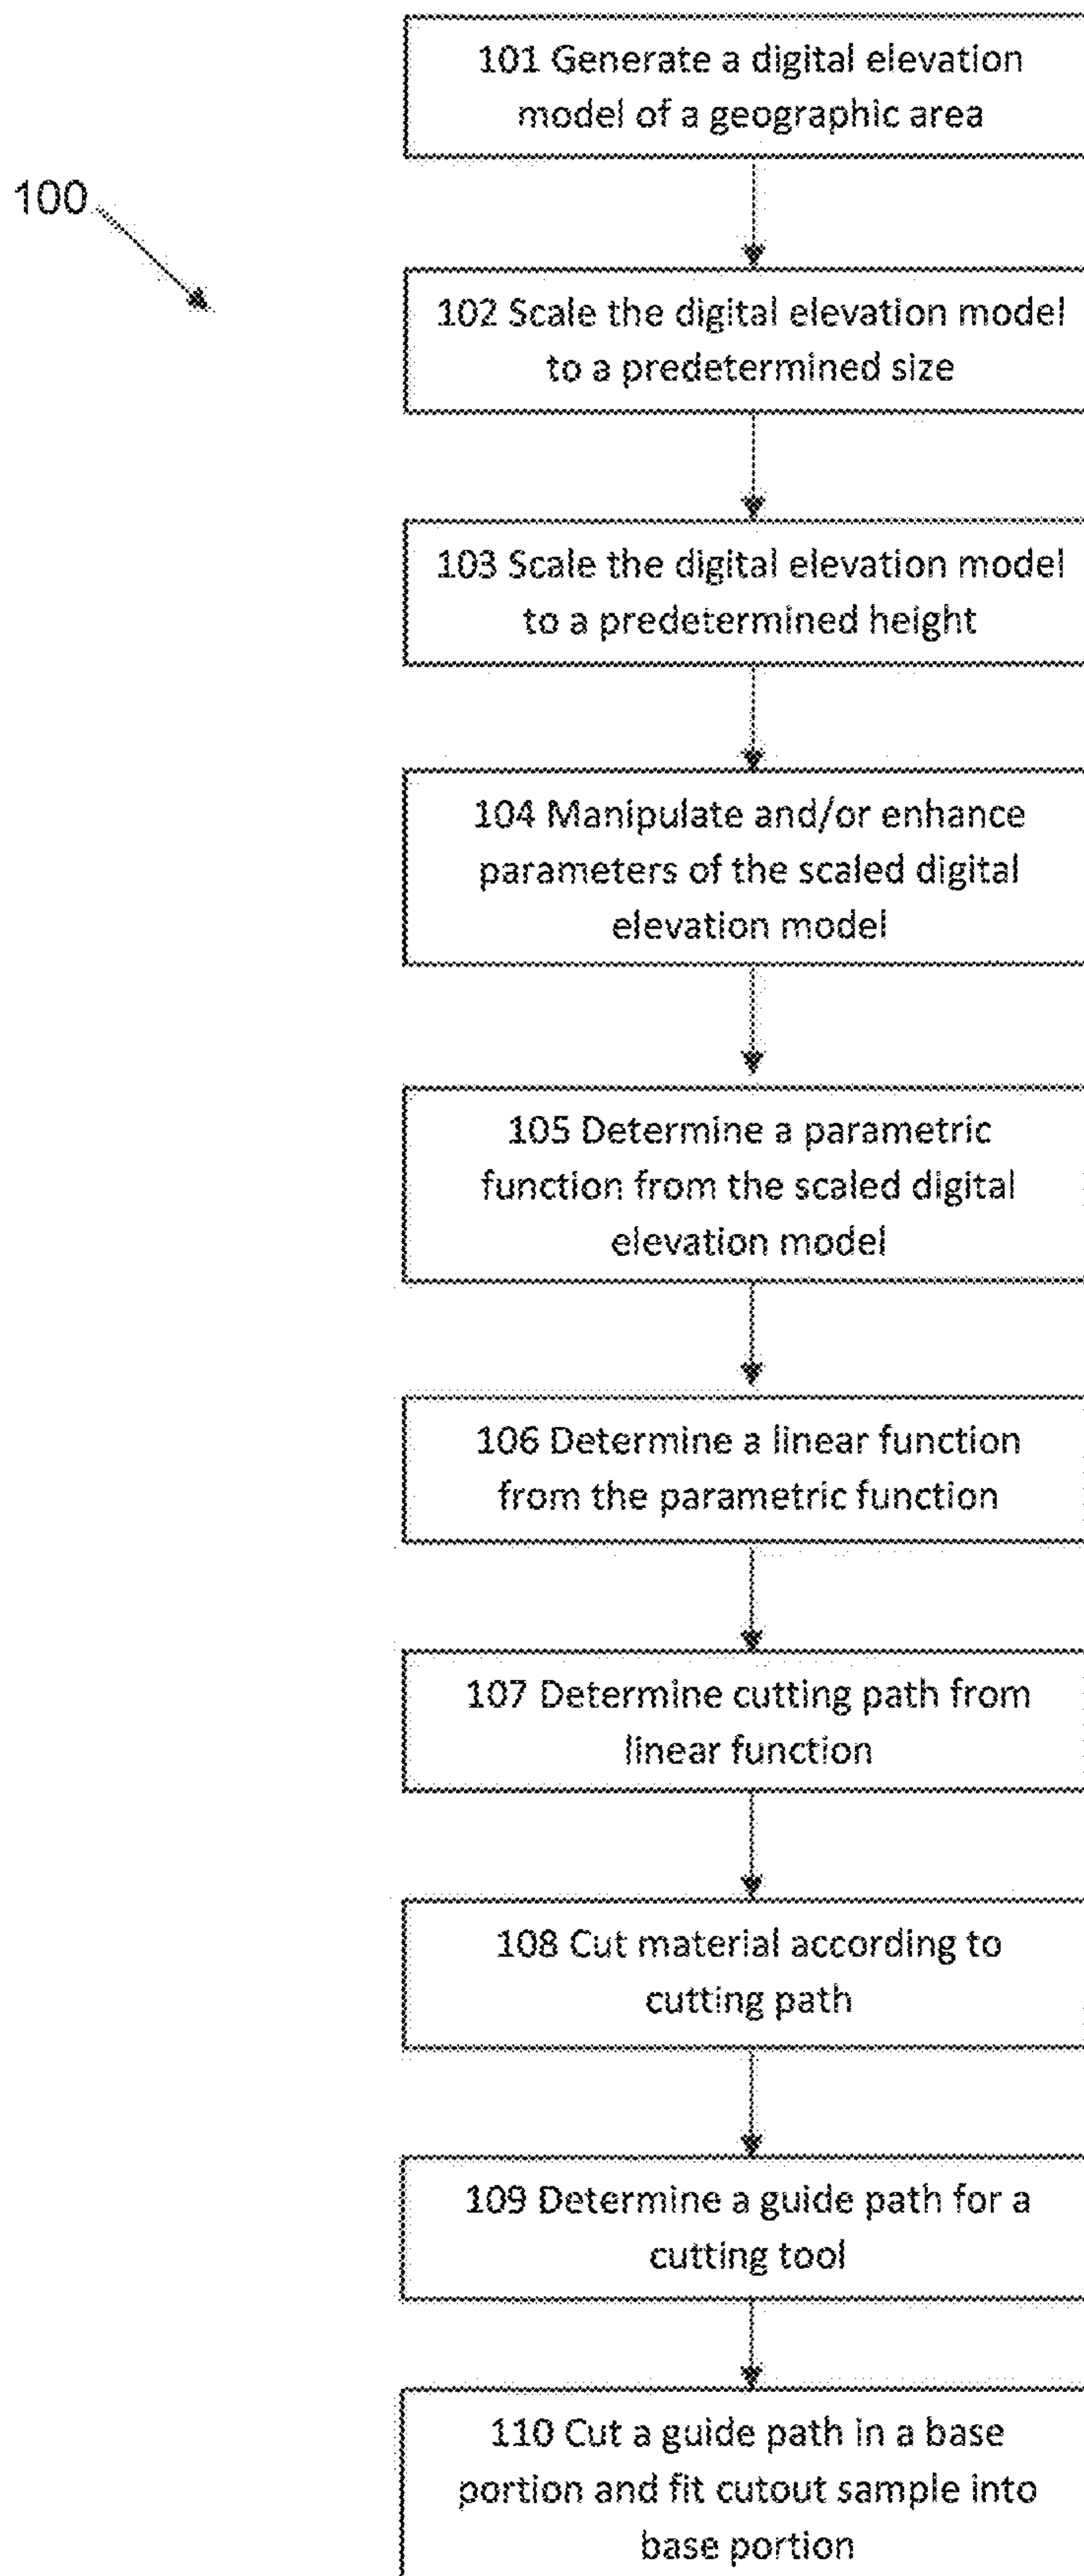 101 Generate a digital elevation
model of a geographic area
100
102 Scale the digital elevation model
to a predetermined size
103 Scale the digital elevation model
to a predetermined height
104 Manipulate and/or enhance
parameters of the scaled digital
elevation model
105 Determine a parametric
function from the scaled digital
elevation model
106 Determine a linear function
from the parametric function
107 Determine cutting path from
linear function
108 Cut material according to
cutting path
109 Determine a guide path for a
cutting tool
110 Cut a guide path in a base
portion and fit cutout sample into
base portion